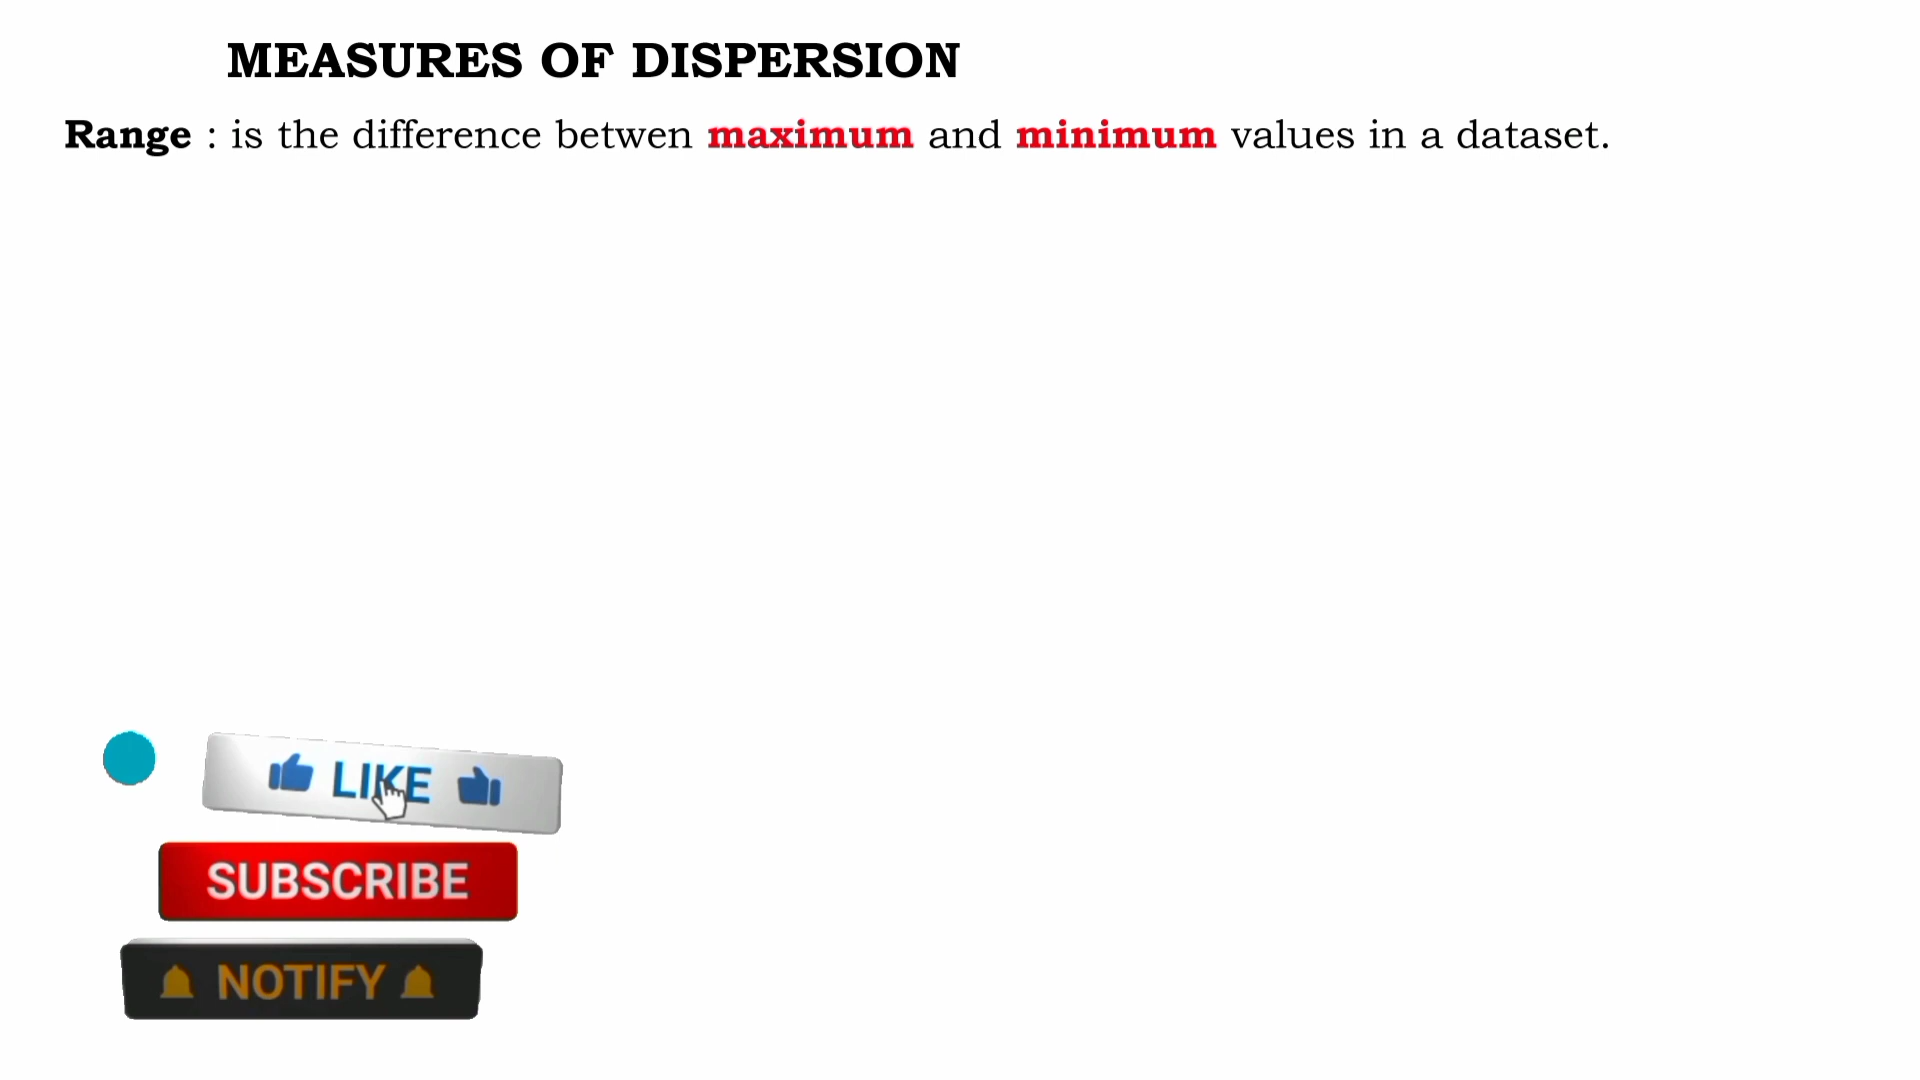 MEASURES OF DISPERSION
Range : is the difference betwen maximum and minimum values in a dataset.
LIKE
SUBSCRIBE
NOTIFY